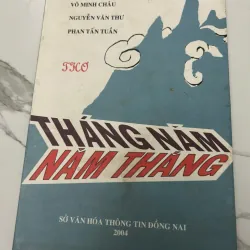 VÕ MINH CHÂU
NGUYỄN VĂN THƯ
PHAN TẤN TUẤN
THƠ
THÁNG NĂM
NĂM THÁNG
SỞ VĂN HÓA THÔNG TIN ĐỒNG NAI
2004